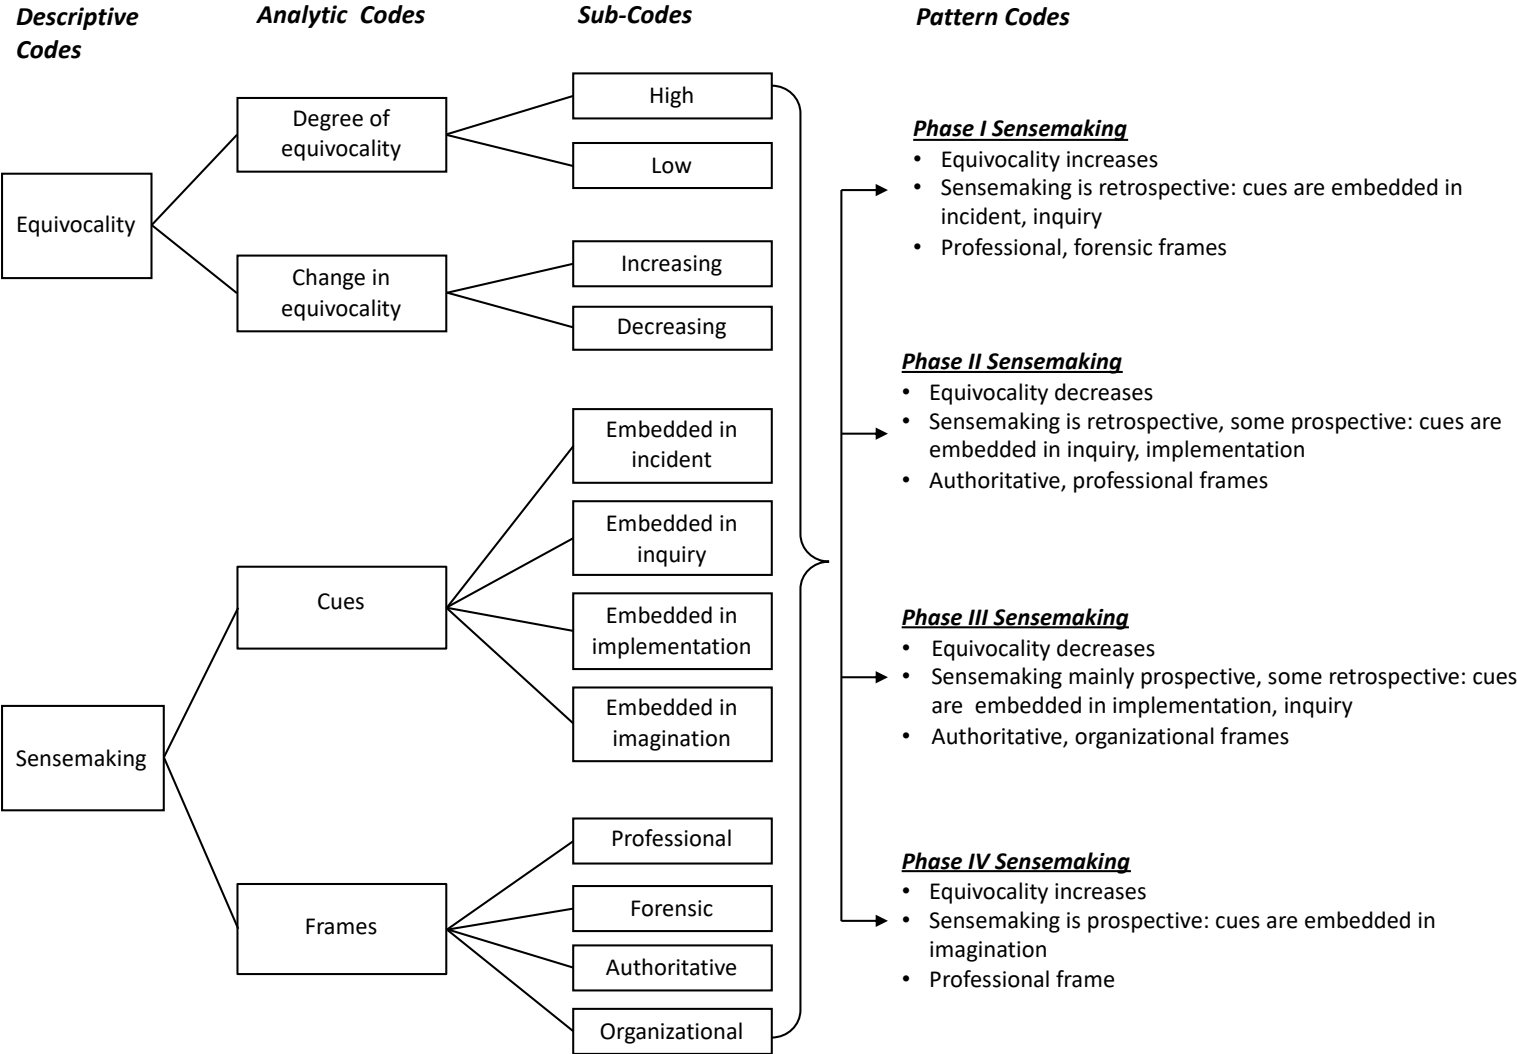 Descriptive
Codes
Analytic  Codes
Sub-Codes
Pattern Codes
Equivocality
Degree of
equivocality
High
Low
Change in
equivocality
Increasing
Decreasing
Sensemaking
Cues
Embedded in
incident
Embedded in
inquiry
Embedded in
implementation
Embedded in
imagination
Frames
Professional
Forensic
Authoritative
Organizational
Phase I Sensemaking
• Equivocality increases
• Sensemaking is retrospective: cues are embedded in
incident, inquiry
• Professional, forensic frames
Phase II Sensemaking
• Equivocality decreases
• Sensemaking is retrospective, some prospective: cues are
embedded in inquiry, implementation
• Authoritative, professional frames
Phase III Sensemaking
• Equivocality decreases
• Sensemaking mainly prospective, some retrospective: cues
are  embedded in implementation, inquiry
• Authoritative, organizational frames
Phase IV Sensemaking
• Equivocality increases
• Sensemaking is prospective: cues are embedded in
imagination
• Professional frame